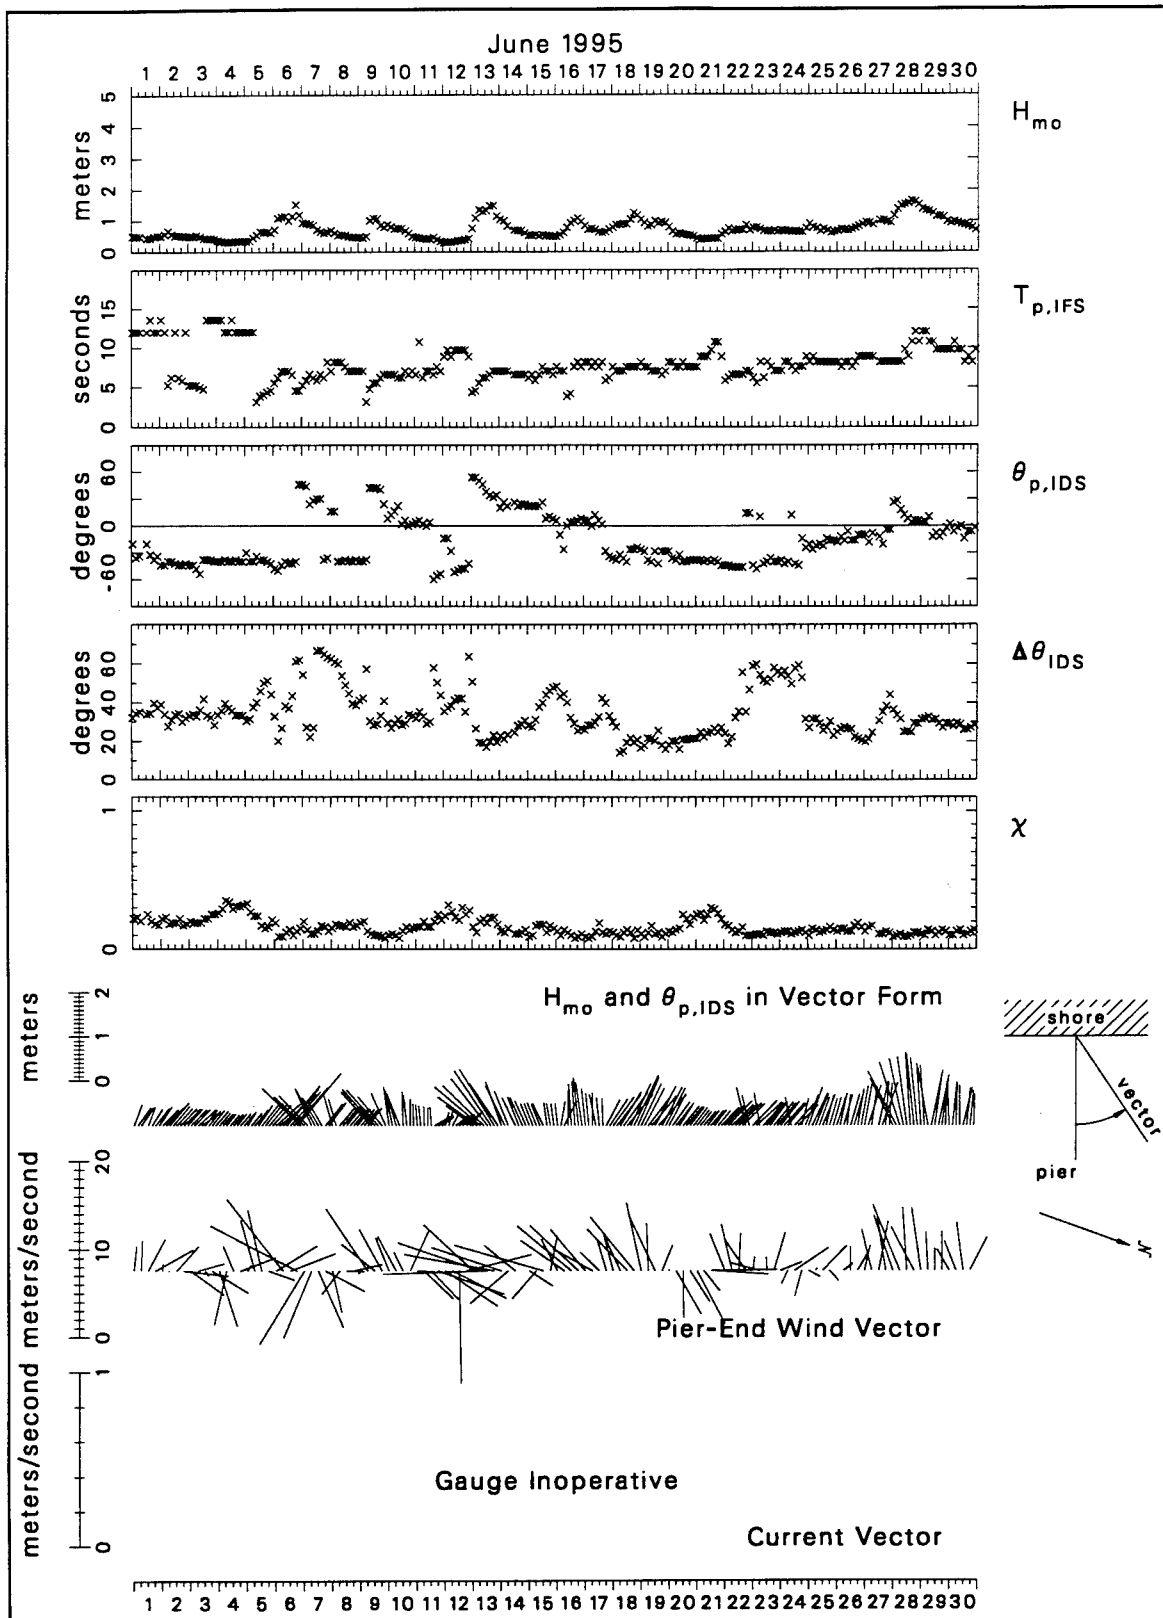 June 1995
1 2 3 4 5 6 7 8 9 10 11 12 13 14 15 16 17 18 19 20 21 22 23 24 25 26 27 28 29 30
5
4
3
2
1
0
meters
H_mo
15
10
5
0
seconds
T_p,IFS
60
0
-60
degrees
θ_p,IDS
60
40
20
0
degrees
Δθ_IDS
1
0
χ
2
1
0
meters
H_mo and θ_p,IDS in Vector Form
shore
vector
pier
N
20
10
0
meters/second
Pier-End Wind Vector
1
0
meters/second
Gauge Inoperative
Current Vector
1 2 3 4 5 6 7 8 9 10 11 12 13 14 15 16 17 18 19 20 21 22 23 24 25 26 27 28 29 30